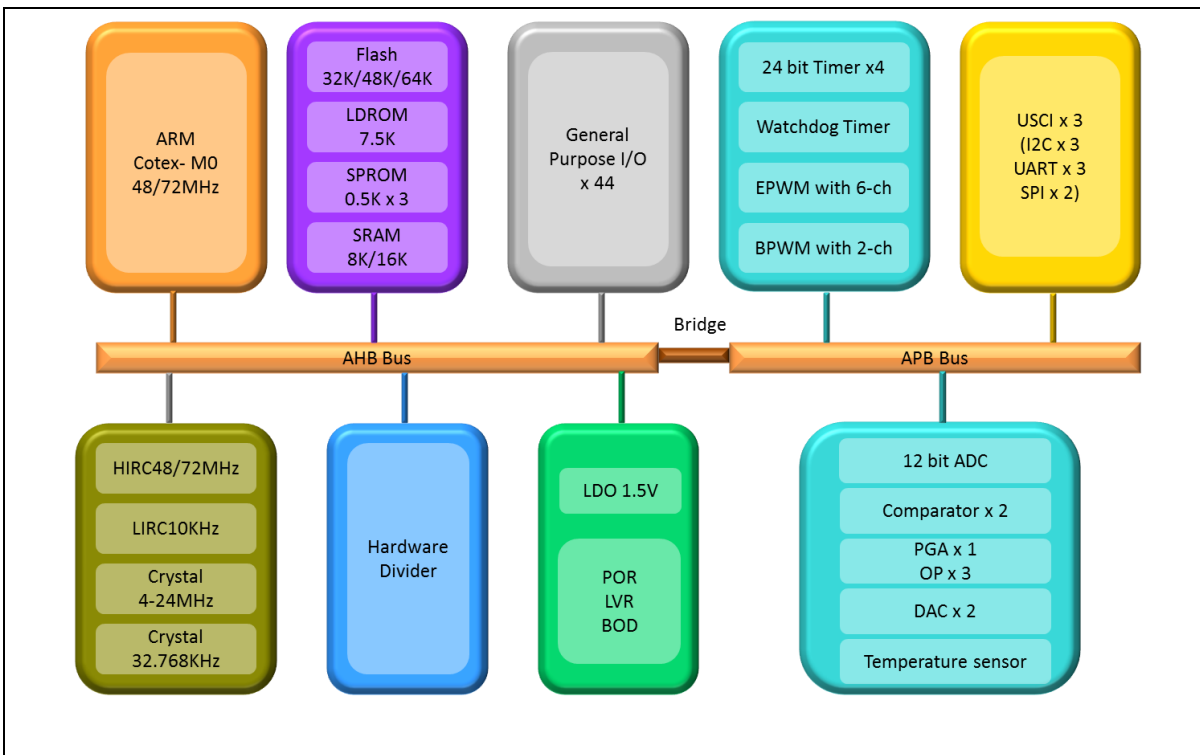 ARM
Cotex- M0
48/72MHz
Flash
32K/48K/64K
LDROM
7.5K
SPROM
0.5K x 3
SRAM
8K/16K
General
Purpose I/O
x 44
24 bit Timer x4
Watchdog Timer
EPWM with 6-ch
BPWM with 2-ch
USCI x 3
(I2C x 3
UART x 3
SPI x 2)
Bridge
AHB Bus
APB Bus
HIRC48/72MHz
LIRC10KHz
Crystal
4-24MHz
Crystal
32.768KHz
Hardware
Divider
LDO 1.5V
POR
LVR
BOD
12 bit ADC
Comparator x 2
PGA x 1
OP x 3
DAC x 2
Temperature sensor